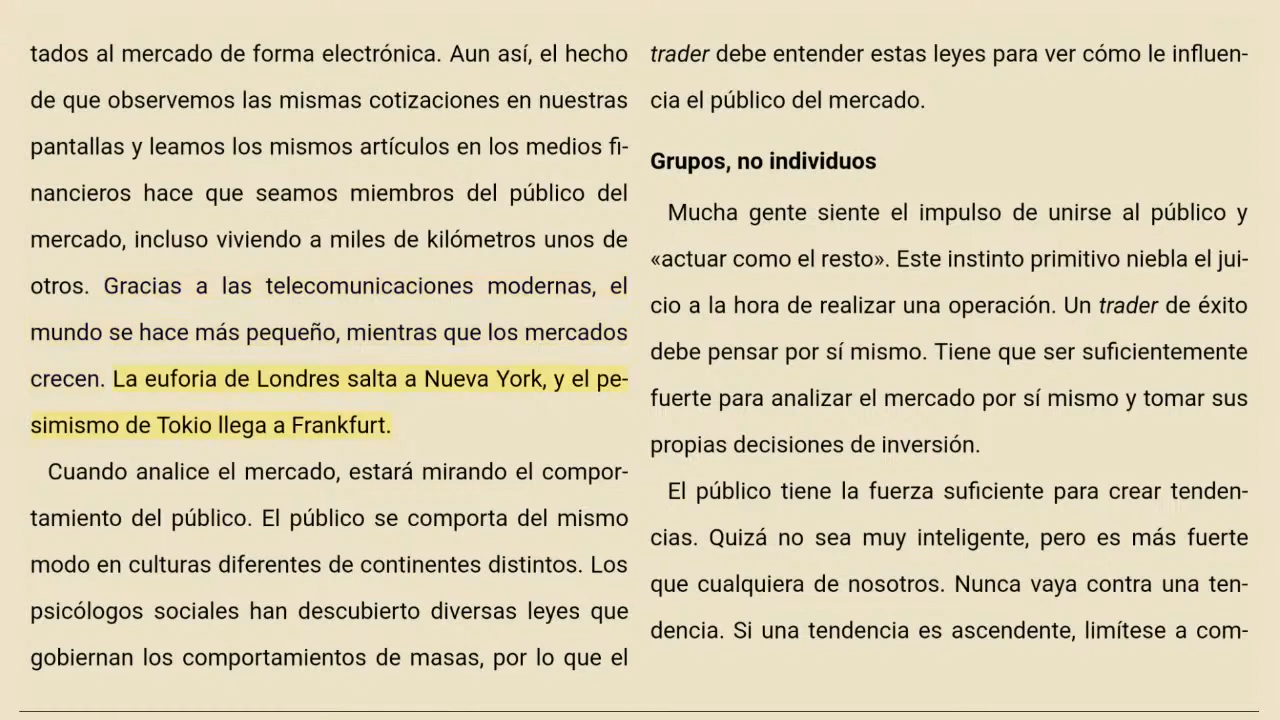 tados al mercado de forma electrónica. Aun así, el hecho
de que observemos las mismas cotizaciones en nuestras
pantallas y leamos los mismos artículos en los medios fi-
nancieros hace que seamos miembros del público del
mercado, incluso viviendo a miles de kilómetros unos de
otros. Gracias a las telecomunicaciones modernas, el
mundo se hace más pequeño, mientras que los mercados
crecen. La euforia de Londres salta a Nueva York, y el pe-
simismo de Tokio llega a Frankfurt.
Cuando analice el mercado, estará mirando el compor-
tamiento del público. El público se comporta del mismo
modo en culturas diferentes de continentes distintos. Los
psicólogos sociales han descubierto diversas leyes que
gobiernan los comportamientos de masas, por lo que el
trader debe entender estas leyes para ver cómo le influen-
cia el público del mercado.
Grupos, no individuos
Mucha gente siente el impulso de unirse al público y
«actuar como el resto». Este instinto primitivo niebla el jui-
cio a la hora de realizar una operación. Un trader de éxito
debe pensar por sí mismo. Tiene que ser suficientemente
fuerte para analizar el mercado por sí mismo y tomar sus
propias decisiones de inversión.
El público tiene la fuerza suficiente para crear tenden-
cias. Quizá no sea muy inteligente, pero es más fuerte
que cualquiera de nosotros. Nunca vaya contra una ten-
dencia. Si una tendencia es ascendente, limítese a com-